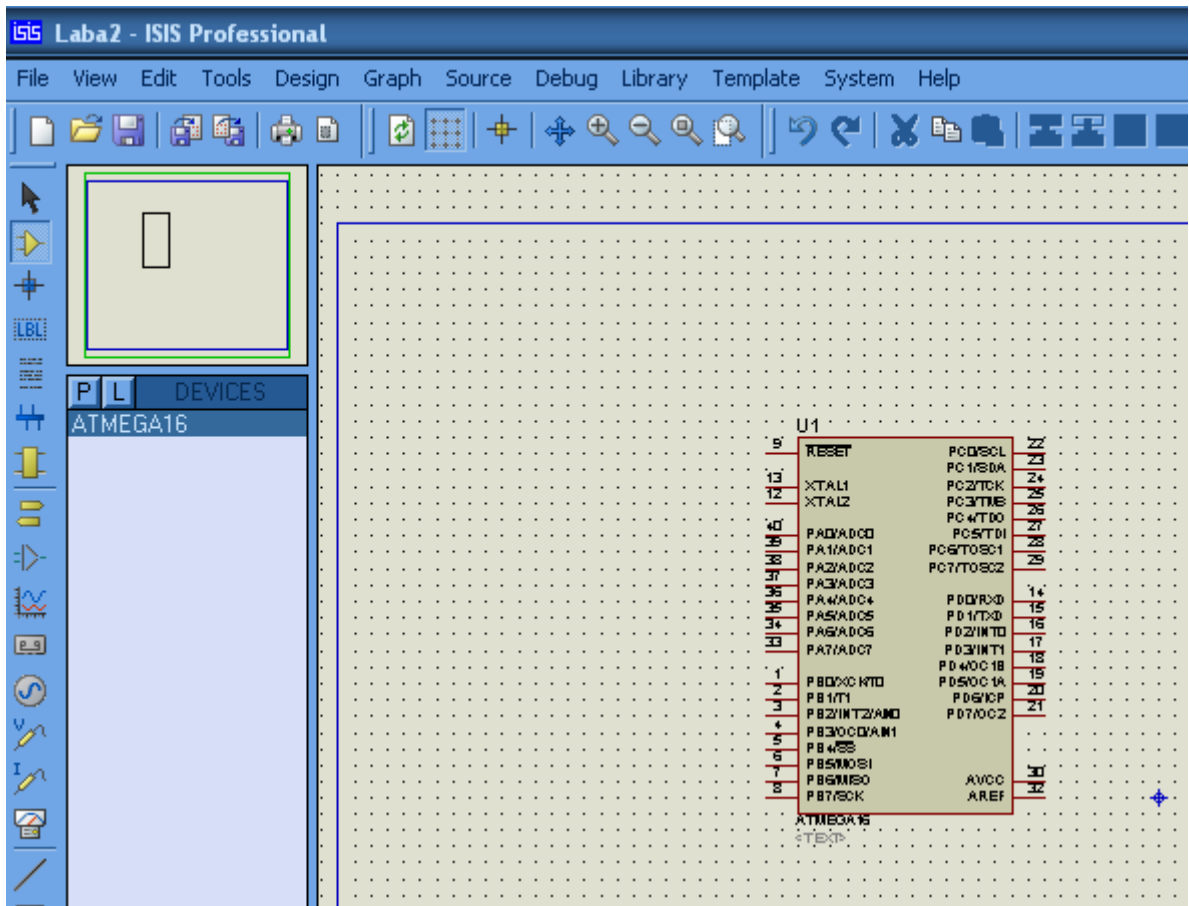 isis Laba2 - ISIS Professional
File View Edit Tools Design Graph Source Debug Library Template System Help
LBL
P L DEVICES
ATMEGA16
U1
9 RESET PC0/SCL 22
PC1/SDA 23
13 XTAL1 PC2/TCK 24
12 XTAL2 PC3/TMS 25
PC4/TDO 26
40 PA0/ADC0 PC5/TDI 27
39 PA1/ADC1 PC6/TOSC1 28
38 PA2/ADC2 PC7/TOSC2 29
37 PA3/ADC3
36 PA4/ADC4 PD0/RXD 14
35 PA5/ADC5 PD1/TXD 15
34 PA6/ADC6 PD2/INT0 16
33 PA7/ADC7 PD3/INT1 17
PD4/OC1B 18
1 PB0/XCK/T0 PD5/OC1A 19
2 PB1/T1 PD6/ICP 20
3 PB2/INT2/AIN0 PD7/OC2 21
4 PB3/OC0/AIN1
5 PB4/SS
6 PB5/MOSI
7 PB6/MISO AVCC 30
8 PB7/SCK AREF 32
ATMEGA16
<TEXT>
V
I